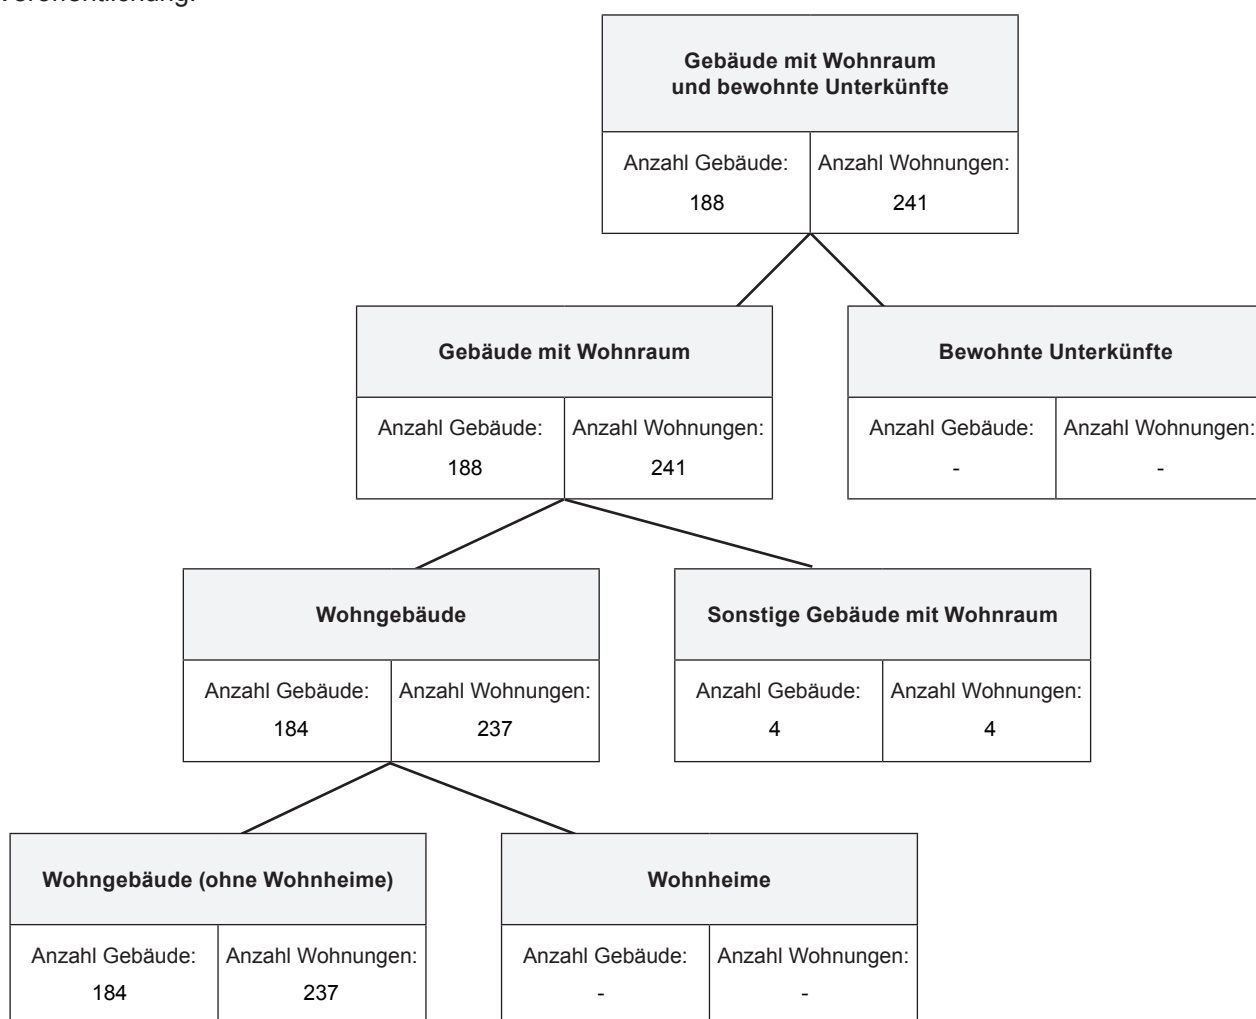 Veröffentlichung.
Gebäude mit Wohnraum
und bewohnte Unterkünfte
Anzahl Gebäude: Anzahl Wohnungen:
188 241
Gebäude mit Wohnraum Bewohnte Unterkünfte
Anzahl Gebäude: Anzahl Wohnungen: Anzahl Gebäude: Anzahl Wohnungen:
188 241 - -
Wohngebäude Sonstige Gebäude mit Wohnraum
Anzahl Gebäude: Anzahl Wohnungen: Anzahl Gebäude: Anzahl Wohnungen:
184 237 4 4
Wohngebäude (ohne Wohnheime) Wohnheime
Anzahl Gebäude: Anzahl Wohnungen: Anzahl Gebäude: Anzahl Wohnungen:
184 237 - -